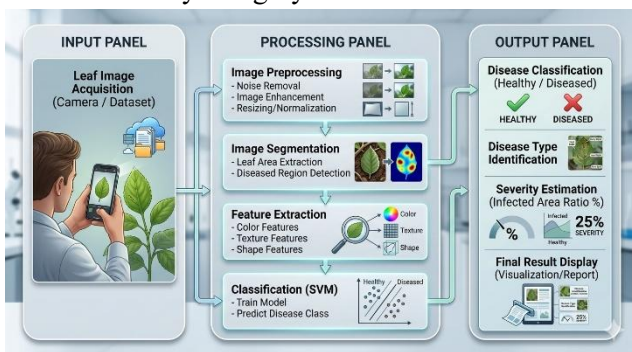 INPUT PANEL
Leaf Image
Acquisition
(Camera / Dataset)
PROCESSING PANEL
Image Preprocessing
- Noise Removal
- Image Enhancement
- Resizing/Normalization
Image Segmentation
- Leaf Area Extraction
- Diseased Region Detection
Feature Extraction
- Color Features
- Texture Features
- Shape Features
Color
Texture
Shape
Classification (SVM)
- Train Model
- Predict Disease Class
Healthy
Diseased
OUTPUT PANEL
Disease Classification
(Healthy / Diseased)
HEALTHY
DISEASED
Disease Type
Identification
Severity Estimation
(Infected Area Ratio %)
%
Infected
Healthy
25%
SEVERITY
Final Result Display
(Visualization/Report)